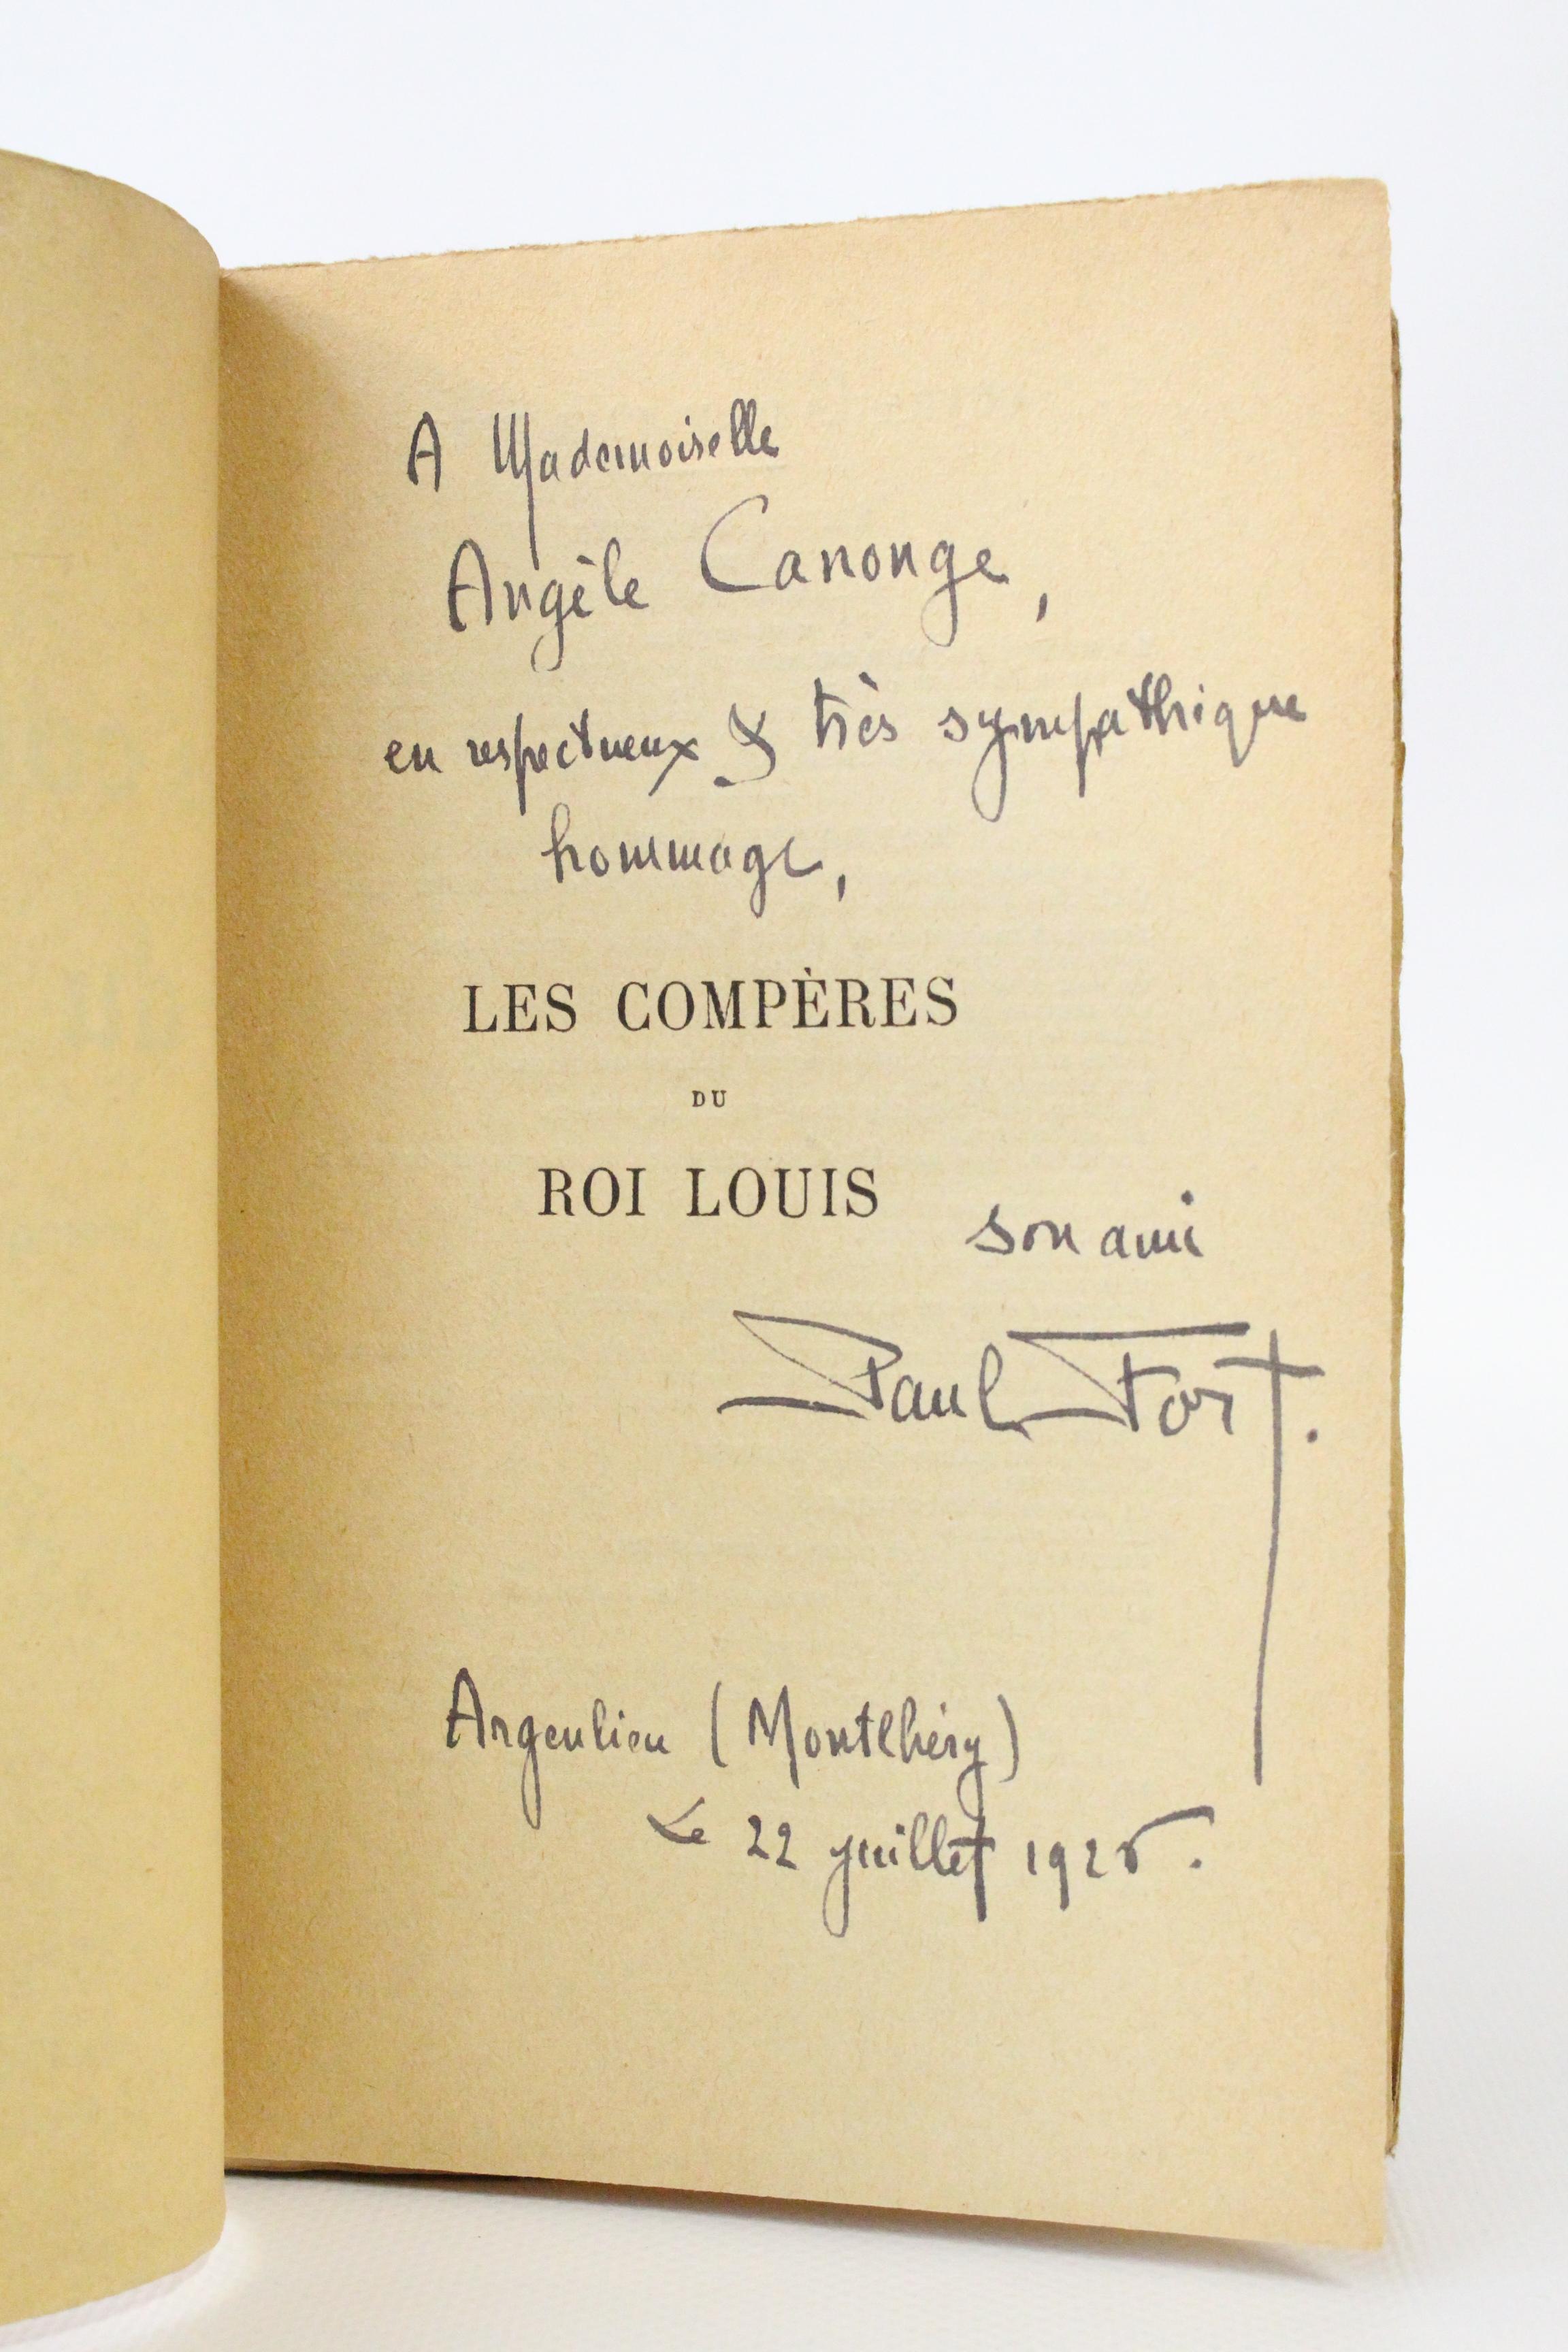 A Mademoiselle
Angèle Canonge,
en respectueux & très sympathique
hommage,
LES COMPÈRES
DU
ROI LOUIS
son ami
Paul Fort.
Argenlieu (Montlhéry)
Le 22 juillet 1926.